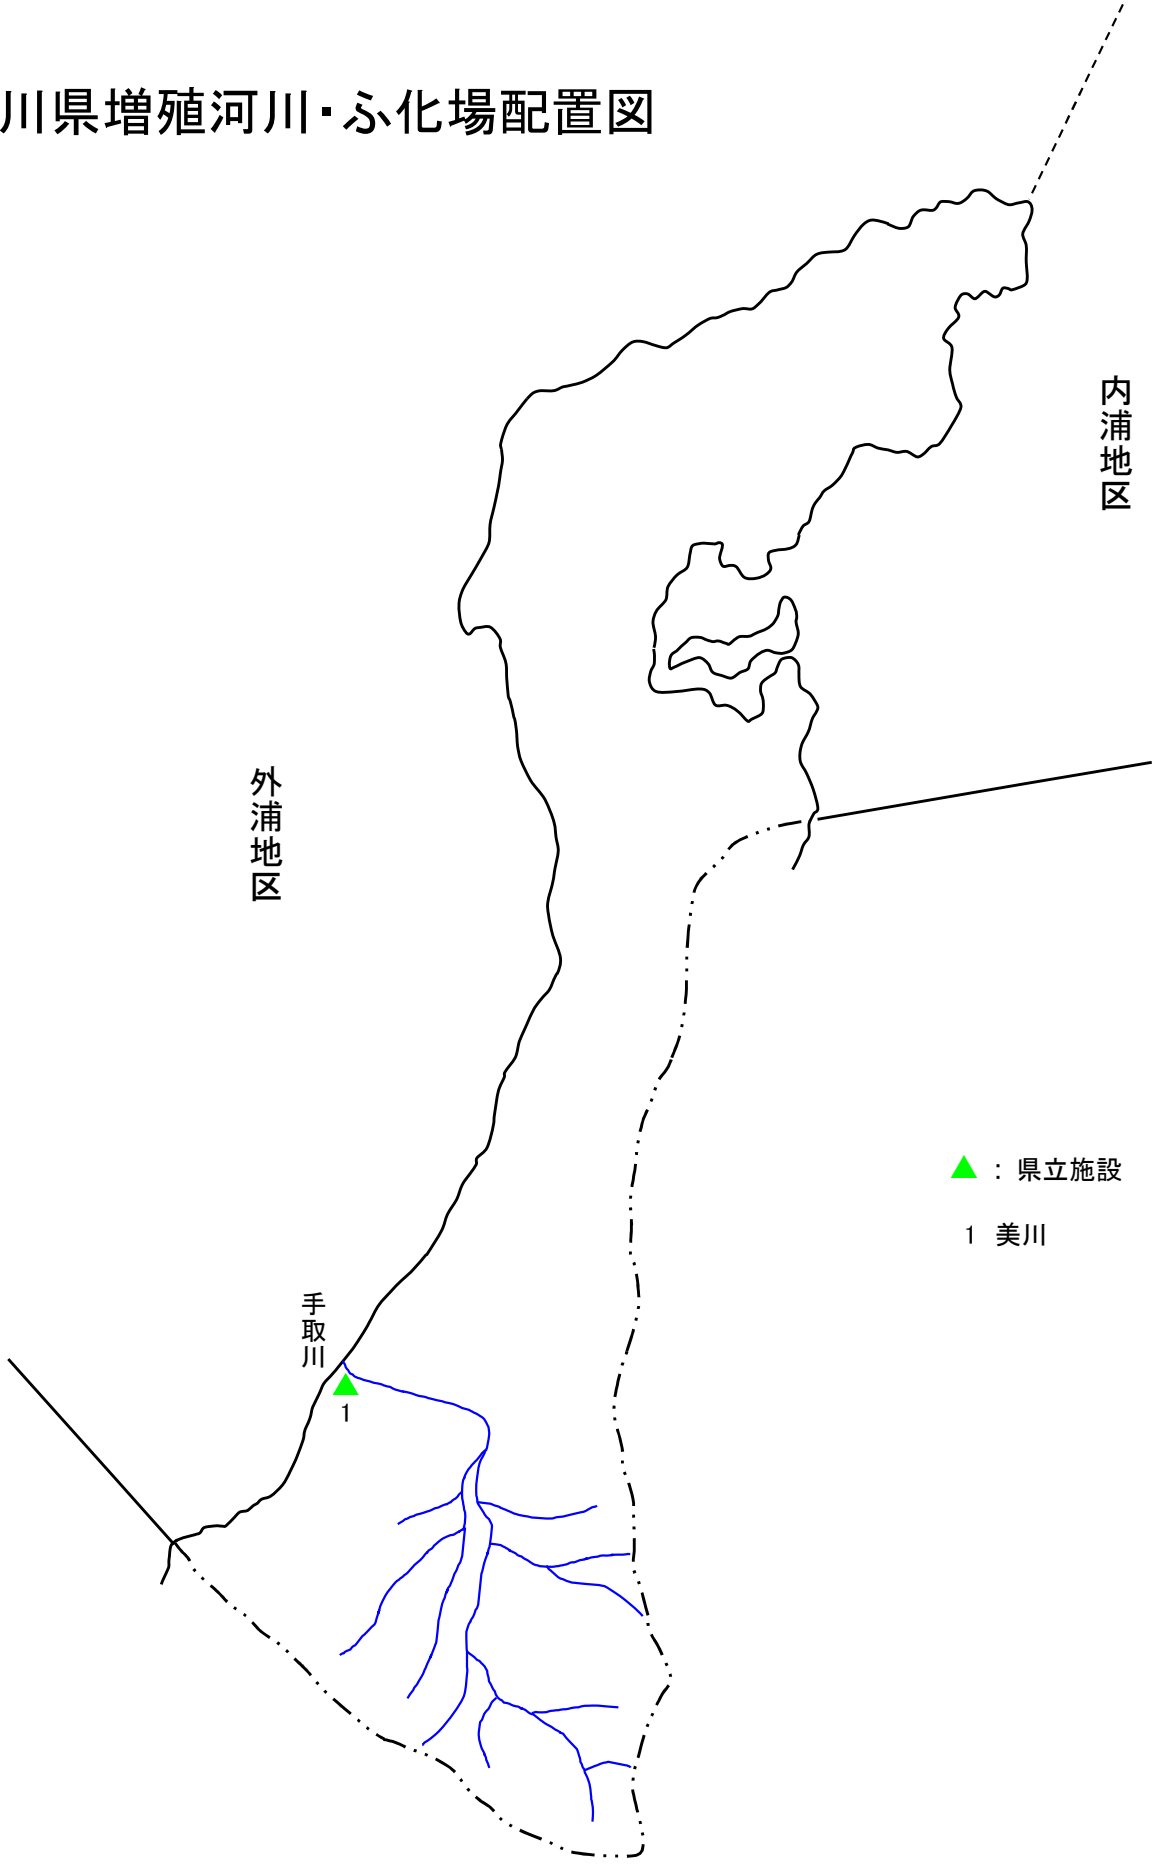 川県増殖河川・ふ化場配置図
内浦地区
外浦地区
▲ : 県立施設
1 美川
手取川
1